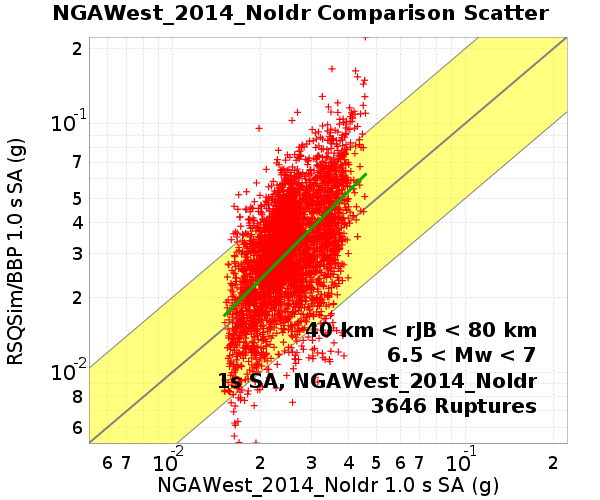 NGAWest_2014_NoIdr Comparison Scatter
RSQSim/BBP 1.0 s SA (g)
2
10-1
7
5
4
3
2
10-2
8
6
40 km < rJB < 80 km
6.5 < Mw < 7
1s SA, NGAWest_2014_NoIdr
3646 Ruptures
6 7 10-2 2 3 4 5 6 7 10-1 2
NGAWest_2014_NoIdr 1.0 s SA (g)